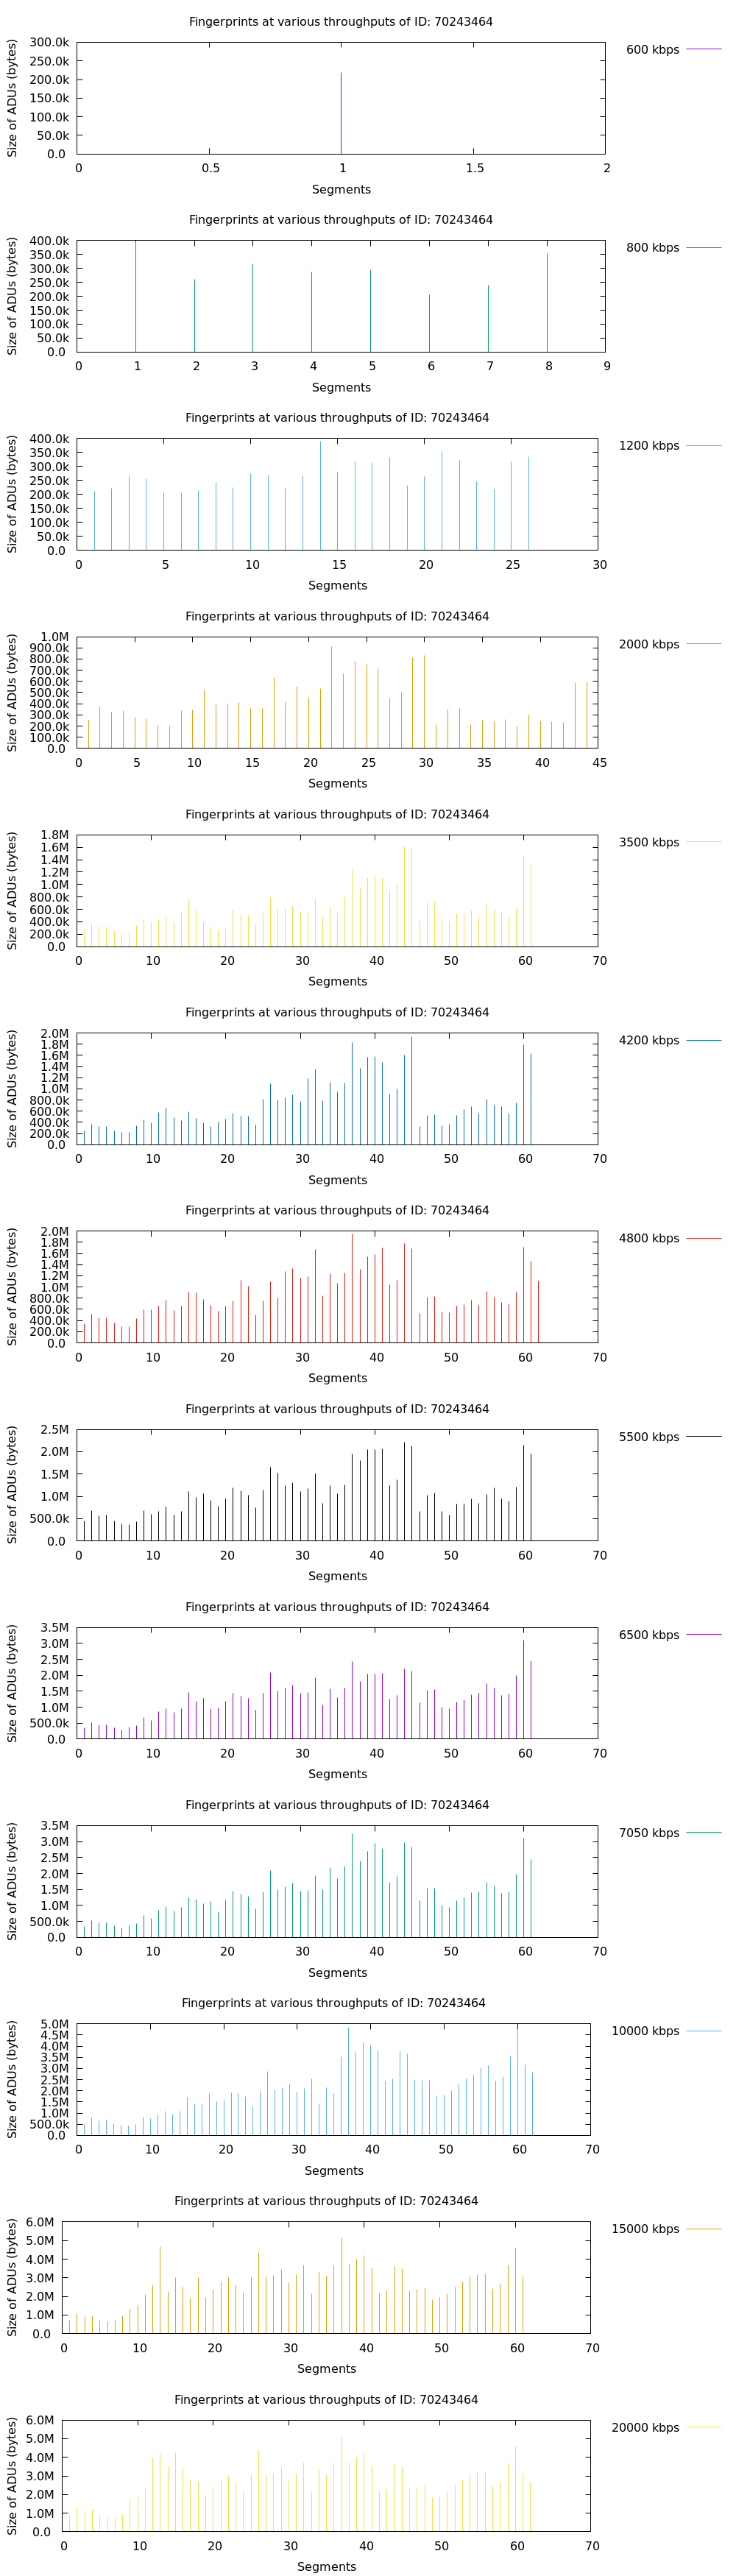 Fingerprints at various throughputs of ID: 70243464
600 kbps
Size of ADUs (bytes)
300.0k
250.0k
200.0k
150.0k
100.0k
50.0k
0.0
0 0.5 1 1.5 2
Segments
Fingerprints at various throughputs of ID: 70243464
800 kbps
Size of ADUs (bytes)
400.0k
350.0k
300.0k
250.0k
200.0k
150.0k
100.0k
50.0k
0.0
0 1 2 3 4 5 6 7 8 9
Segments
Fingerprints at various throughputs of ID: 70243464
1200 kbps
Size of ADUs (bytes)
400.0k
350.0k
300.0k
250.0k
200.0k
150.0k
100.0k
50.0k
0.0
0 5 10 15 20 25 30
Segments
Fingerprints at various throughputs of ID: 70243464
2000 kbps
Size of ADUs (bytes)
1.0M
900.0k
800.0k
700.0k
600.0k
500.0k
400.0k
300.0k
200.0k
100.0k
0.0
0 5 10 15 20 25 30 35 40 45
Segments
Fingerprints at various throughputs of ID: 70243464
3500 kbps
Size of ADUs (bytes)
1.8M
1.6M
1.4M
1.2M
1.0M
800.0k
600.0k
400.0k
200.0k
0.0
0 10 20 30 40 50 60 70
Segments
Fingerprints at various throughputs of ID: 70243464
4200 kbps
Size of ADUs (bytes)
2.0M
1.8M
1.6M
1.4M
1.2M
1.0M
800.0k
600.0k
400.0k
200.0k
0.0
0 10 20 30 40 50 60 70
Segments
Fingerprints at various throughputs of ID: 70243464
4800 kbps
Size of ADUs (bytes)
2.0M
1.8M
1.6M
1.4M
1.2M
1.0M
800.0k
600.0k
400.0k
200.0k
0.0
0 10 20 30 40 50 60 70
Segments
Fingerprints at various throughputs of ID: 70243464
5500 kbps
Size of ADUs (bytes)
2.5M
2.0M
1.5M
1.0M
500.0k
0.0
0 10 20 30 40 50 60 70
Segments
Fingerprints at various throughputs of ID: 70243464
6500 kbps
Size of ADUs (bytes)
3.5M
3.0M
2.5M
2.0M
1.5M
1.0M
500.0k
0.0
0 10 20 30 40 50 60 70
Segments
Fingerprints at various throughputs of ID: 70243464
7050 kbps
Size of ADUs (bytes)
3.5M
3.0M
2.5M
2.0M
1.5M
1.0M
500.0k
0.0
0 10 20 30 40 50 60 70
Segments
Fingerprints at various throughputs of ID: 70243464
10000 kbps
Size of ADUs (bytes)
5.0M
4.5M
4.0M
3.5M
3.0M
2.5M
2.0M
1.5M
1.0M
500.0k
0.0
0 10 20 30 40 50 60 70
Segments
Fingerprints at various throughputs of ID: 70243464
15000 kbps
Size of ADUs (bytes)
6.0M
5.0M
4.0M
3.0M
2.0M
1.0M
0.0
0 10 20 30 40 50 60 70
Segments
Fingerprints at various throughputs of ID: 70243464
20000 kbps
Size of ADUs (bytes)
6.0M
5.0M
4.0M
3.0M
2.0M
1.0M
0.0
0 10 20 30 40 50 60 70
Segments